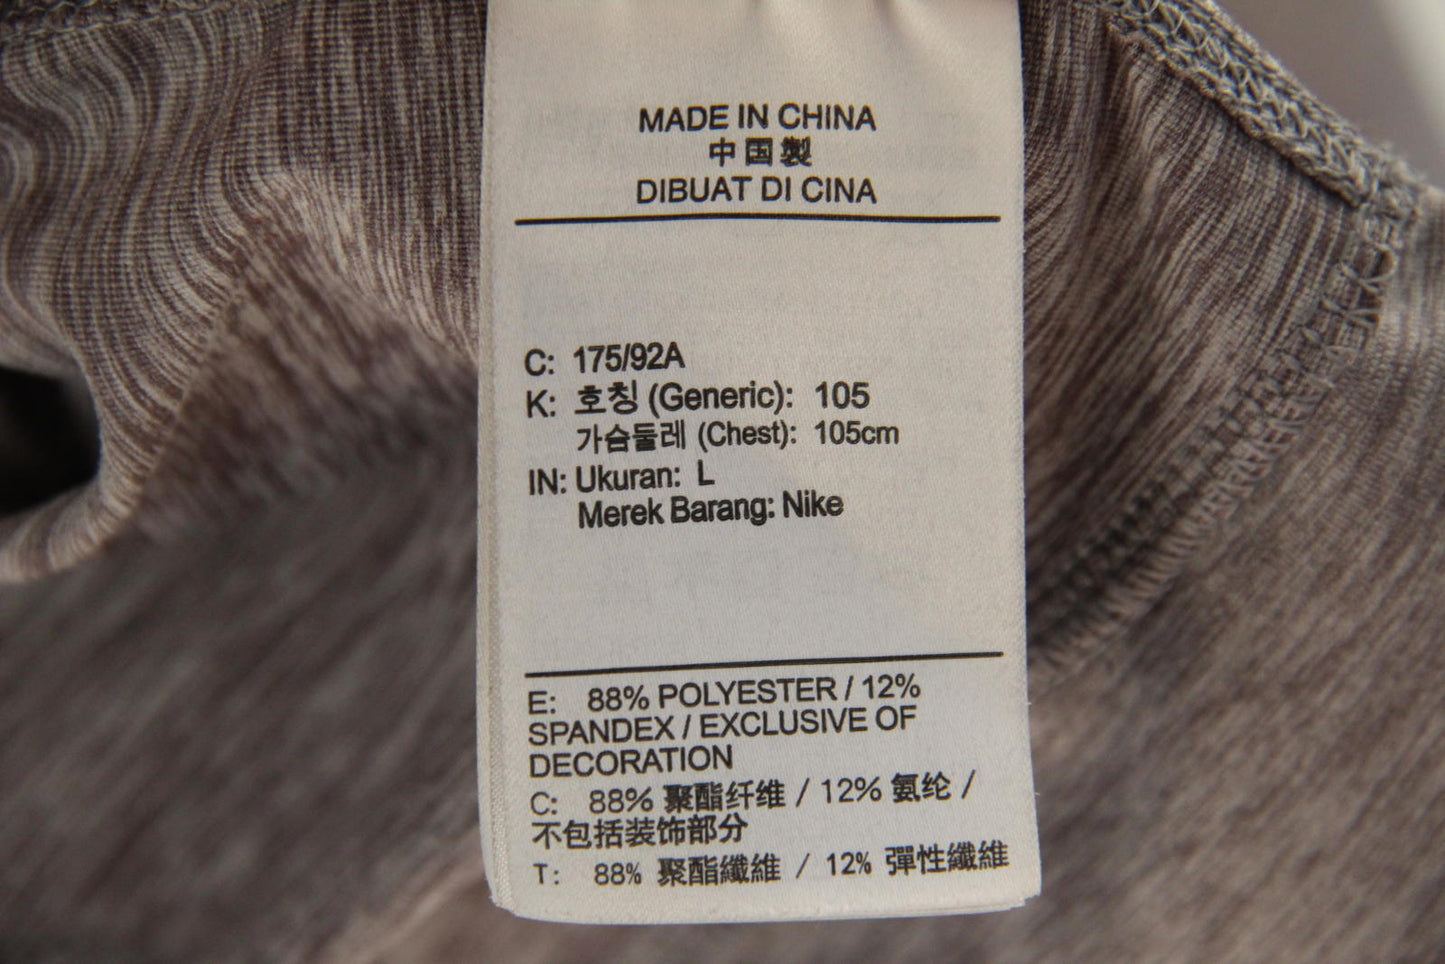 MADE IN CHINA
中国製
DIBUAT DI CINA
C: 175/92A
K: 호칭 (Generic): 105
가슴둘레 (Chest): 105cm
IN: Ukuran: L
Merek Barang: Nike
E: 88% POLYESTER / 12%
SPANDEX / EXCLUSIVE OF
DECORATION
C: 88% 聚酯纤维 / 12% 氨纶 /
不包括装饰部分
T: 88% 聚酯纖維 / 12% 彈性纖維